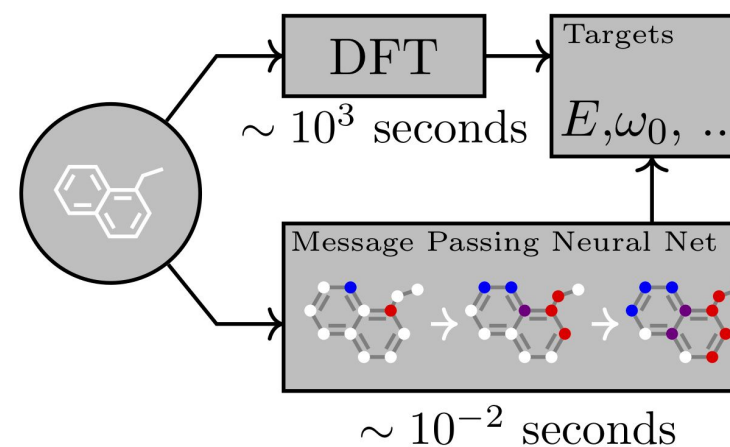 DFT
Targets
∼ 10³ seconds
E,ω₀, ..
Message Passing Neural Net
∼ 10⁻² seconds